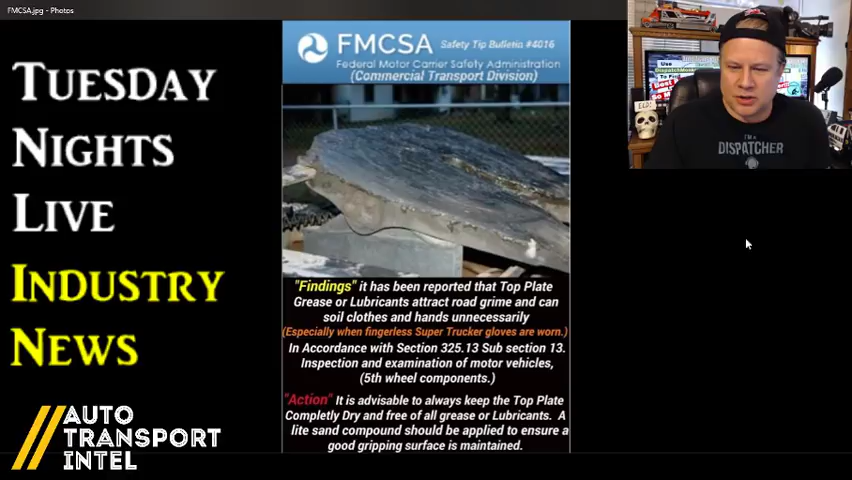 FMCSA.jpg - Photos
TUESDAY
NIGHTS
LIVE
INDUSTRY
NEWS
AUTO
TRANSPORT
INTEL
FMCSA Safety Tip Bulletin #4016
Federal Motor Carrier Safety Administration
(Commercial Transport Division)
"Findings" it has been reported that Top Plate
Grease or Lubricants attract road grime and can
soil clothes and hands unnecessarily
(Especially when fingerless Super Trucker gloves are worn.)
In Accordance with Section 325.13 Sub section 13.
Inspection and examination of motor vehicles,
(5th wheel components.)
"Action" It is advisable to always keep the Top Plate
Completly Dry and free of all grease or Lubricants. A
lite sand compound should be applied to ensure a
good gripping surface is maintained.
Use
I'M A
DISPATCHER